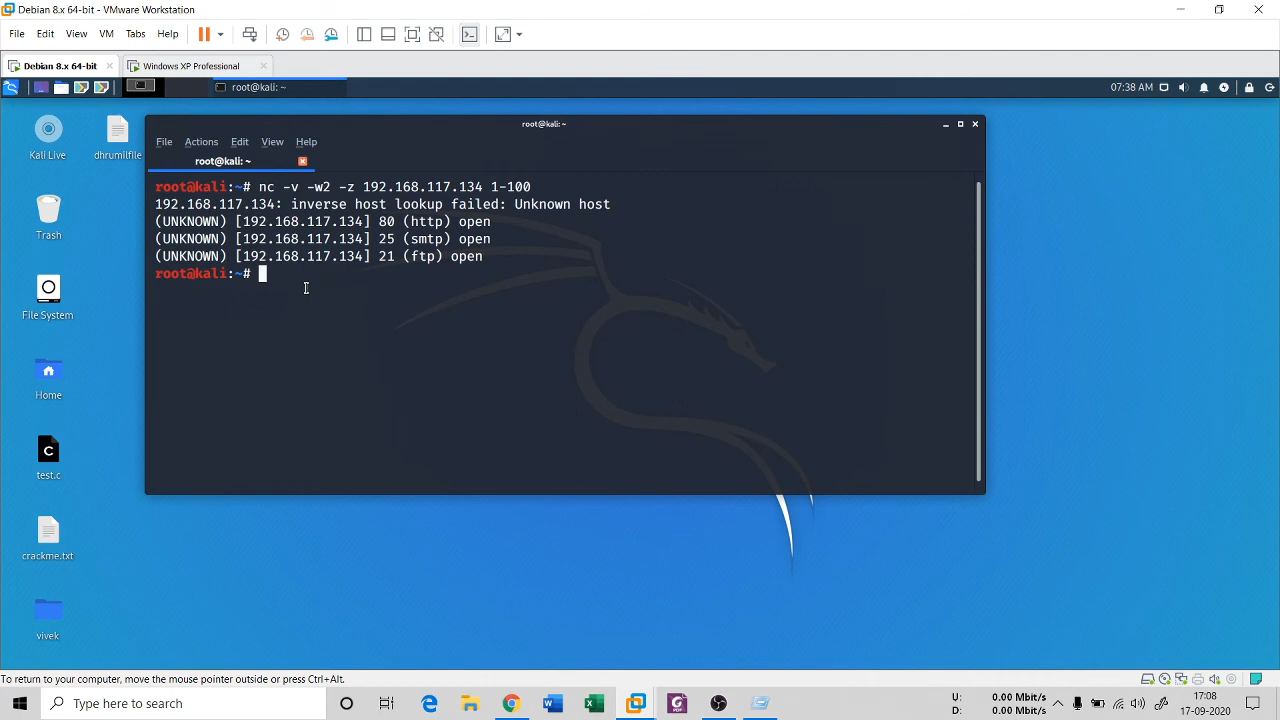 Debian 8.x 64-bit - VMware Workstation
File Edit View VM Tabs Help
Debian 8.x 64-bit Windows XP Professional
root@kali: ~ 07:38 AM
root@kali:~
File Actions Edit View Help
root@kali: ~
root@kali:~# nc -v -w2 -z 192.168.117.134 1-100
192.168.117.134: inverse host lookup failed: Unknown host
(UNKNOWN) [192.168.117.134] 80 (http) open
(UNKNOWN) [192.168.117.134] 25 (smtp) open
(UNKNOWN) [192.168.117.134] 21 (ftp) open
root@kali:~#
Kali Live dhrumilfile
Trash
File System
Home
C
test.c
crackme.txt
vivek
To return to your computer, move the mouse pointer outside or press Ctrl+Alt.
Type here to search
U: 0.00 Mbit/s
D: 0.00 Mbit/s
17:08
17-09-2020